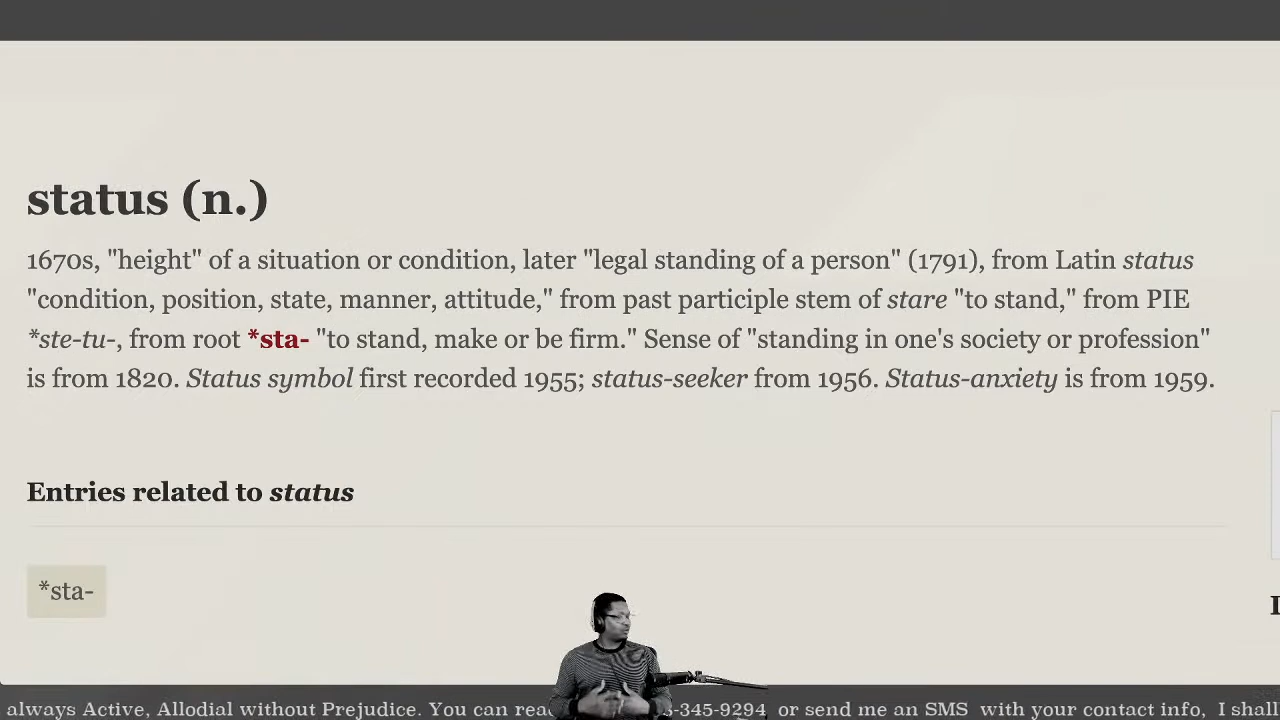 status (n.)
1670s, "height" of a situation or condition, later "legal standing of a person" (1791), from Latin status
"condition, position, state, manner, attitude," from past participle stem of stare "to stand," from PIE
*ste-tu-, from root *sta- "to stand, make or be firm." Sense of "standing in one's society or profession"
is from 1820. Status symbol first recorded 1955; status-seeker from 1956. Status-anxiety is from 1959.
Entries related to status
*sta-
always Active, Allodial without Prejudice. You can -345-9294 or send me an SMS with your contact info, I shall